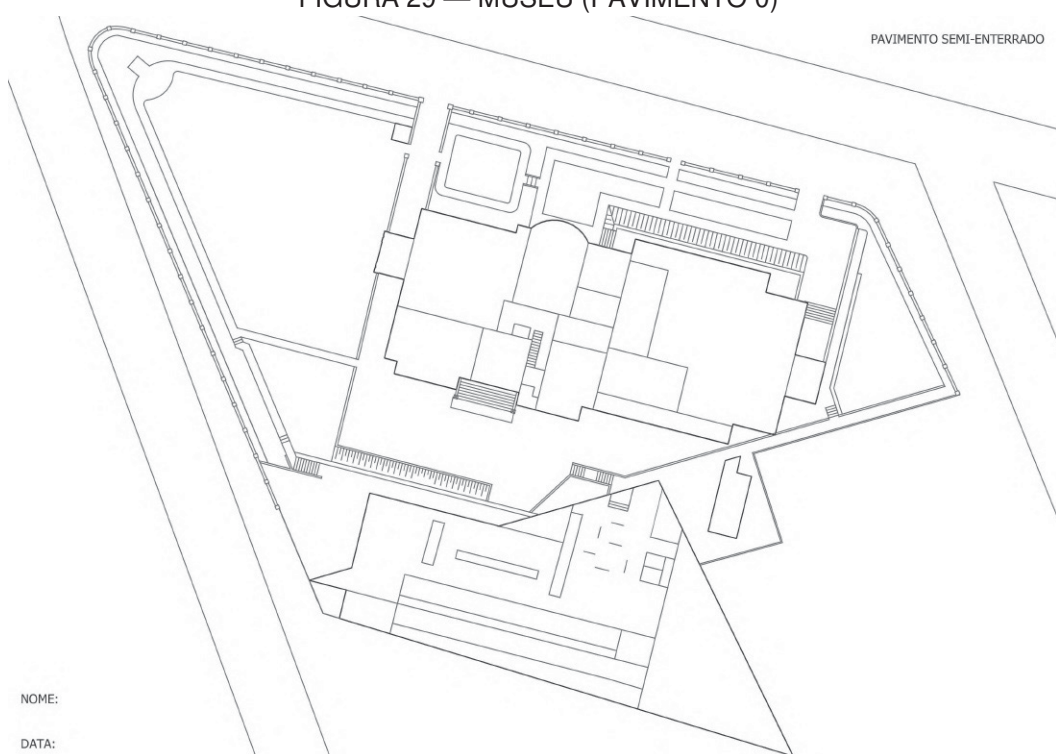 FIGURA 29 — MUSEU (PAVIMENTO 0)
PAVIMENTO SEMI-ENTERRADO
NOME:
DATA: